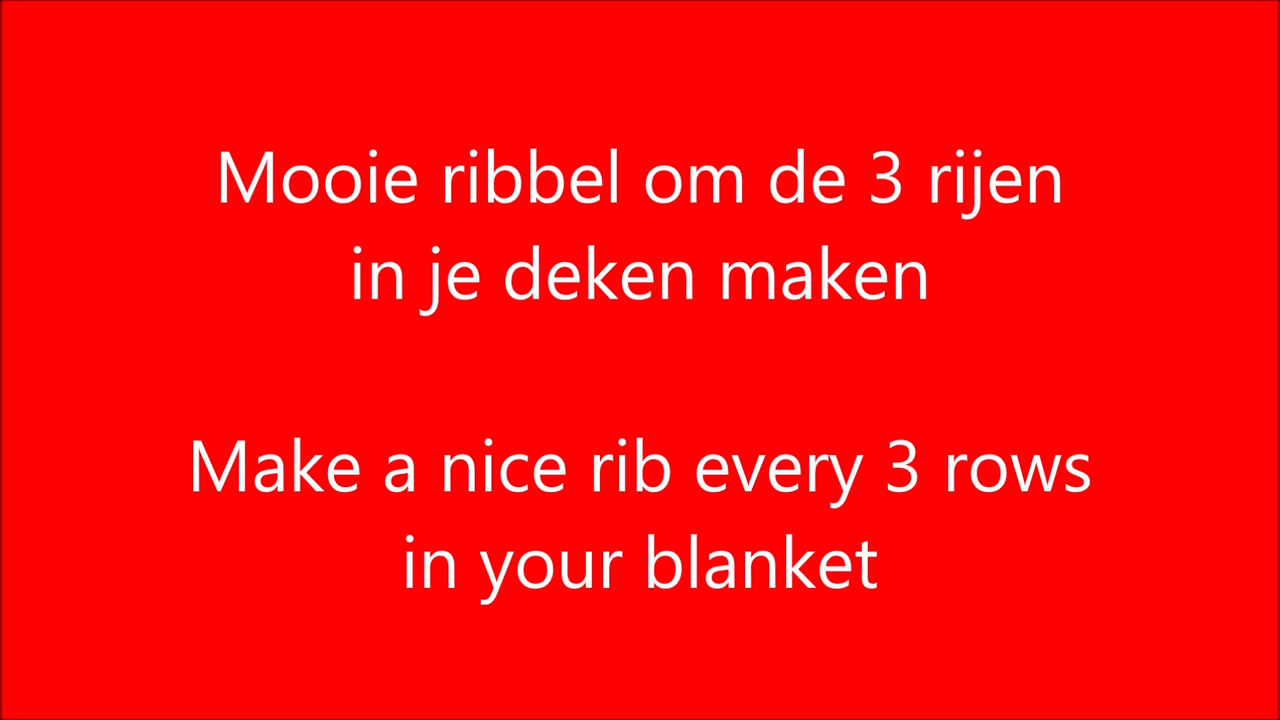 Mooie ribbel om de 3 rijen
in je deken maken
Make a nice rib every 3 rows
in your blanket